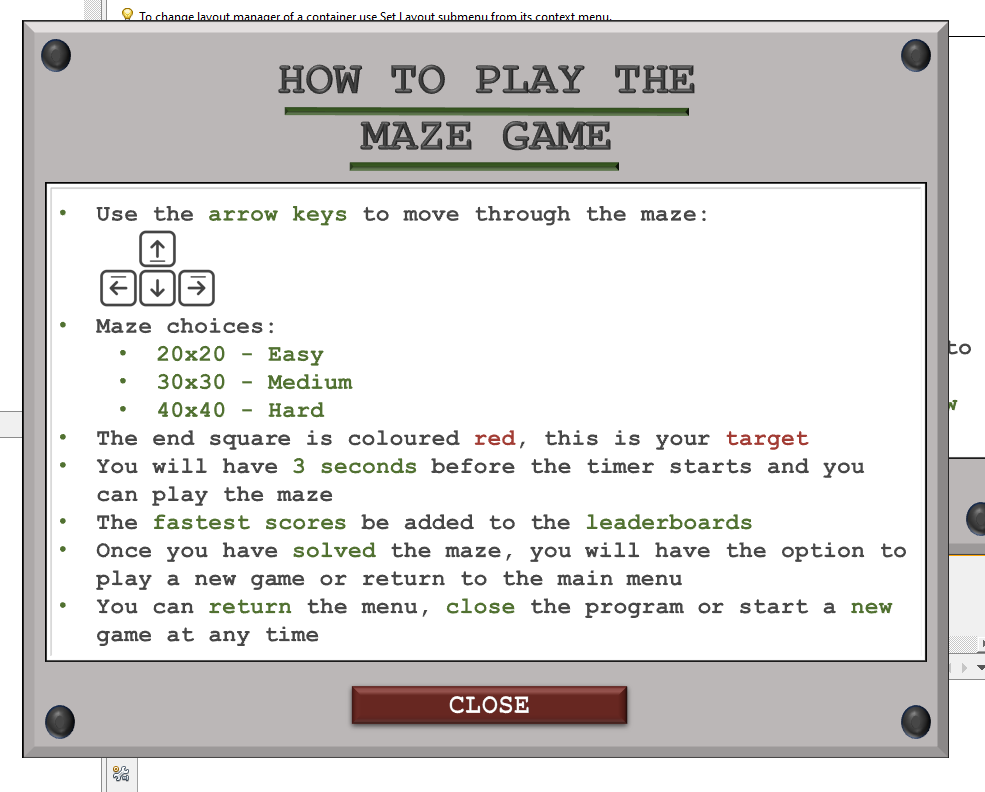 To change layout manager of a container use Set Layout submenu from its context menu.
HOW TO PLAY THE
MAZE GAME
• Use the arrow keys to move through the maze:
• Maze choices:
• 20x20 - Easy
• 30x30 - Medium
• 40x40 - Hard
• The end square is coloured red, this is your target
• You will have 3 seconds before the timer starts and you
can play the maze
• The fastest scores be added to the leaderboards
• Once you have solved the maze, you will have the option to
play a new game or return to the main menu
• You can return the menu, close the program or start a new
game at any time
to
CLOSE